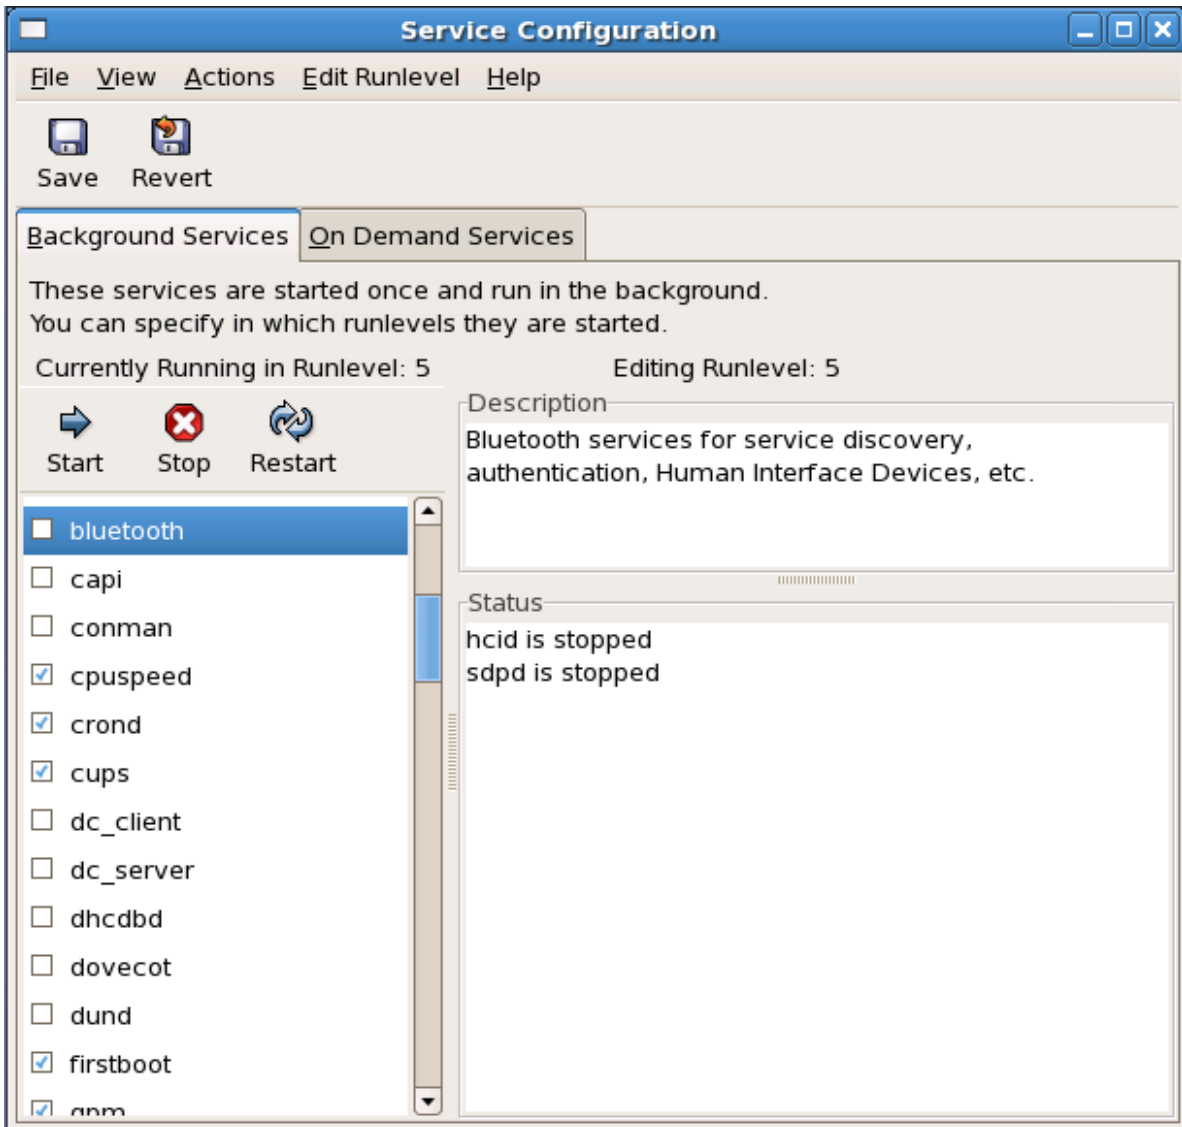 Service Configuration
File View Actions Edit Runlevel Help
Save Revert
Background Services On Demand Services
These services are started once and run in the background.
You can specify in which runlevels they are started.
Currently Running in Runlevel: 5 Editing Runlevel: 5
Start Stop Restart
bluetooth
capi
conman
cpuspeed
crond
cups
dc_client
dc_server
dhcdbd
dovecot
dund
firstboot
gpm
Description
Bluetooth services for service discovery,
authentication, Human Interface Devices, etc.
Status
hcid is stopped
sdpd is stopped